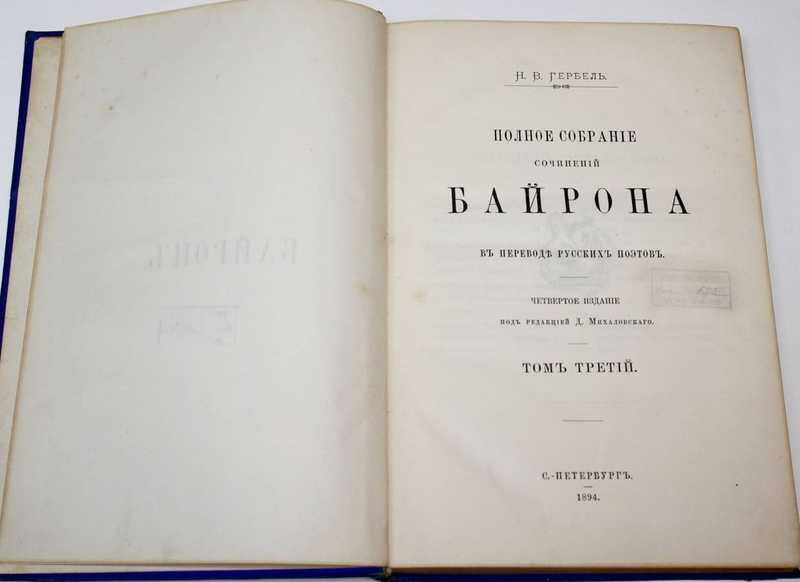 Н. В. ГЕРБЕЛЬ.
ПОЛНОЕ СОБРАНІЕ
СОЧИНЕНІЙ
БАЙРОНА
ВЪ ПЕРЕВОДѢ РУССКИХЪ ПОЭТОВЪ.
ЧЕТВЕРТОЕ ИЗДАНІЕ
ПОДЪ РЕДАКЦІЕЙ Д. МИХАЛОВСКАГО.
ТОМЪ ТРЕТІЙ.
С.-ПЕТЕРБУРГЪ.
1894.